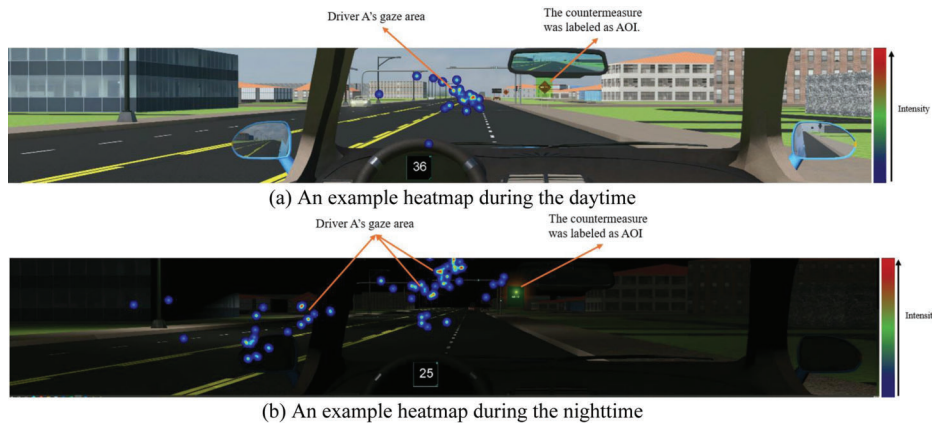 Driver A's gaze area
The countermeasure
was labeled as AOI.
Intensity
36
(a) An example heatmap during the daytime
Driver A's gaze area
The countermeasure
was labeled as AOI
Intensity
25
(b) An example heatmap during the nighttime